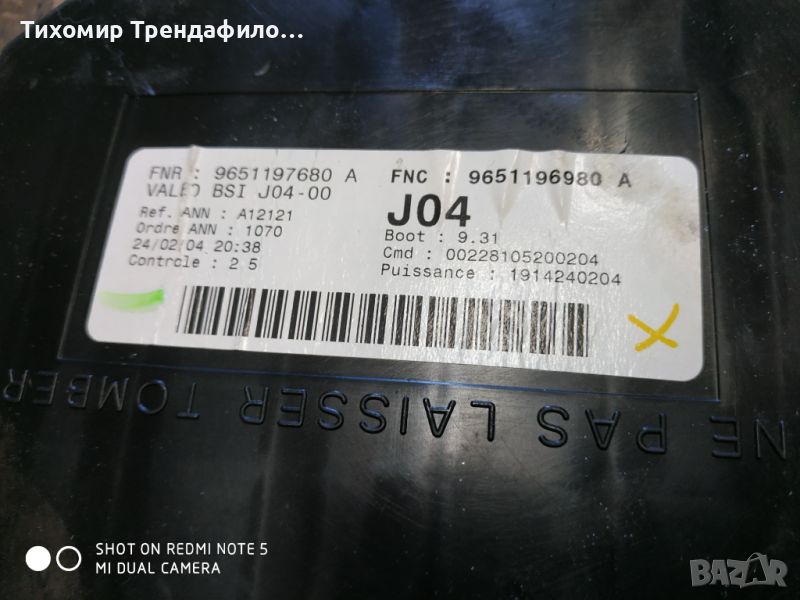 Тихомир Трендафило...
FNR : 9651197680 A
FNC : 9651196980 A
VALEO BSI J04-00
J04
Ref. ANN : A12121
Ordre ANN : 1070
24/02/04 20:38
Controle : 2 5
Boot : 9.31
Cmd : 00228105200204
Puissance : 1914240204
NE PAS LAISSER TOMBER
SHOT ON REDMI NOTE 5
MI DUAL CAMERA
BAZAR